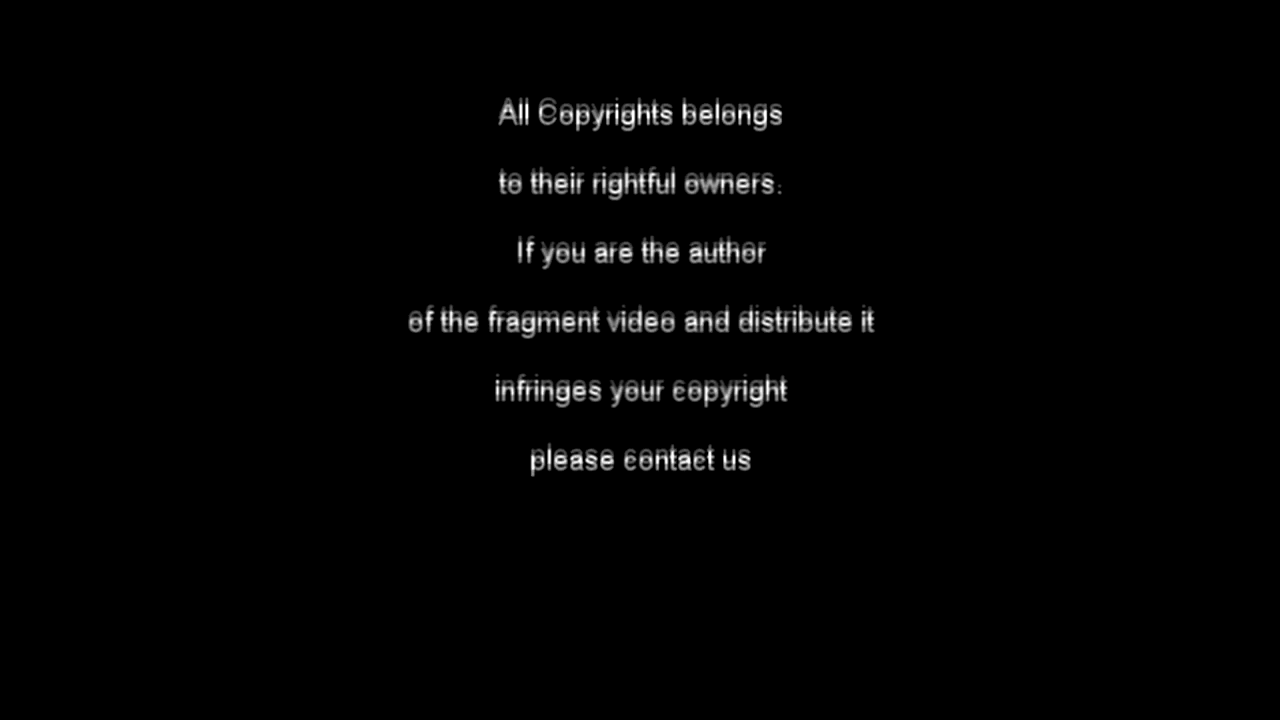 All Copyrights belongs
to their rightful owners.
If you are the author
of the fragment video and distribute it
infringes your copyright
please contact us